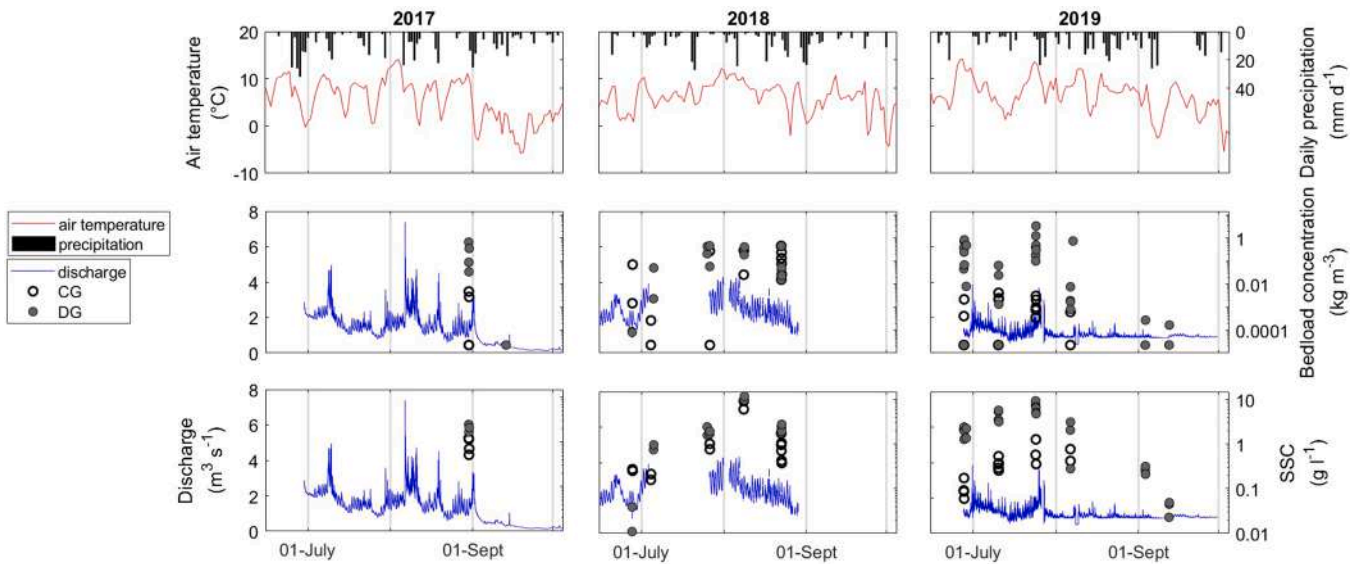 2017 2018 2019
20 0
10 20
0 40
-10
Air temperature
(°C)
Daily precipitation
(mm d-1)
air temperature
precipitation
discharge
CG
DG
8
6 1
4 0.01
2 0.0001
0
Bedload concentration
(kg m-3)
8 10
6 1
4
2 0.1
0 0.01
Discharge
(m3 s-1)
SSC
(g l-1)
01-July 01-Sept 01-July 01-Sept 01-July 01-Sept